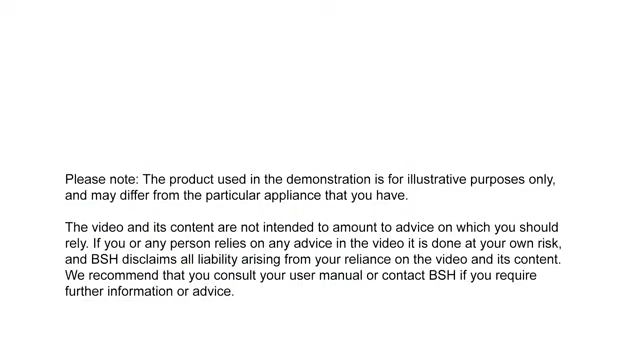 Please note: The product used in the demonstration is for illustrative purposes only,
and may differ from the particular appliance that you have.
The video and its content are not intended to amount to advice on which you should
rely. If you or any person relies on any advice in the video it is done at your own risk,
and BSH disclaims all liability arising from your reliance on the video and its content.
We recommend that you consult your user manual or contact BSH if you require
further information or advice.